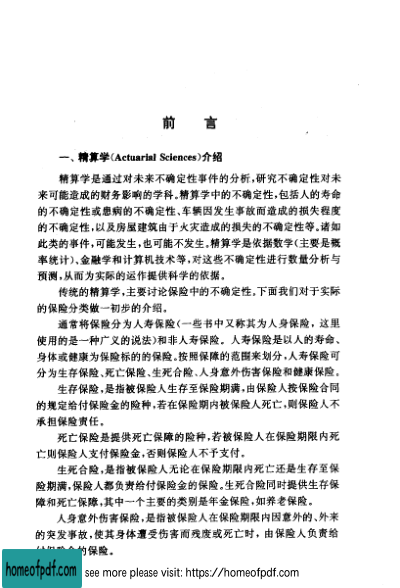 前 言
一、精算学(Actuarial Sciences)介绍
精算学是通过对未来不确定性事件的分析,研究不确定性对未
来可能造成的财务影响的学科。精算学中的不确定性,包括人的寿命
的不确定性或患病的不确定性、车辆因发生事故而造成的损失程度
的不确定性,以及房屋建筑由于火灾造成的损失的不确定性等。诸如
此类的事件,可能发生,也可能不发生。精算学是依据数学(主要是概
率统计)、金融学和计算机技术等,对这些不确定性进行数量分析与
预测,从而为实际的运作提供科学的依据。
传统的精算学,主要讨论保险中的不确定性。下面我们对于实际
的保险分类做一初步的介绍。
通常将保险分为人寿保险(一些书中又称其为人身保险，这里
使用的是一种广义的说法)和非人寿保险。人寿保险是以人的寿命、
身体或健康为保险标的的保险。按照保障的范围来划分,人寿保险可
分为生存保险、死亡保险、生死合险、人身意外伤害保险和健康保险。
生存保险,是指被保险人生存至保险期满,由保险人按保险合同
的规定给付保险金的险种,若在保险期内被保险人死亡,则保险人不
承担保险责任。
死亡保险是提供死亡保障的险种,若被保险人在保险期限内死
亡则保险人支付保险金,否则保险人不予支付。
生死合险,是指被保险人无论在保险期限内死亡还是生存至保
险期满,保险人都负责给付保险金的保险。生死合险同时提供生存保
障和死亡保障,其中一个主要的类别是年金保险,如养老保险。
人身意外伤害保险,是指被保险人在保险期限内因意外的、外来
的突发事故,使其身体遭受伤害而残废或死亡时，由保险人负责给
的保险。
homeofpdf.com
see more please visit: https://homeofpdf.com